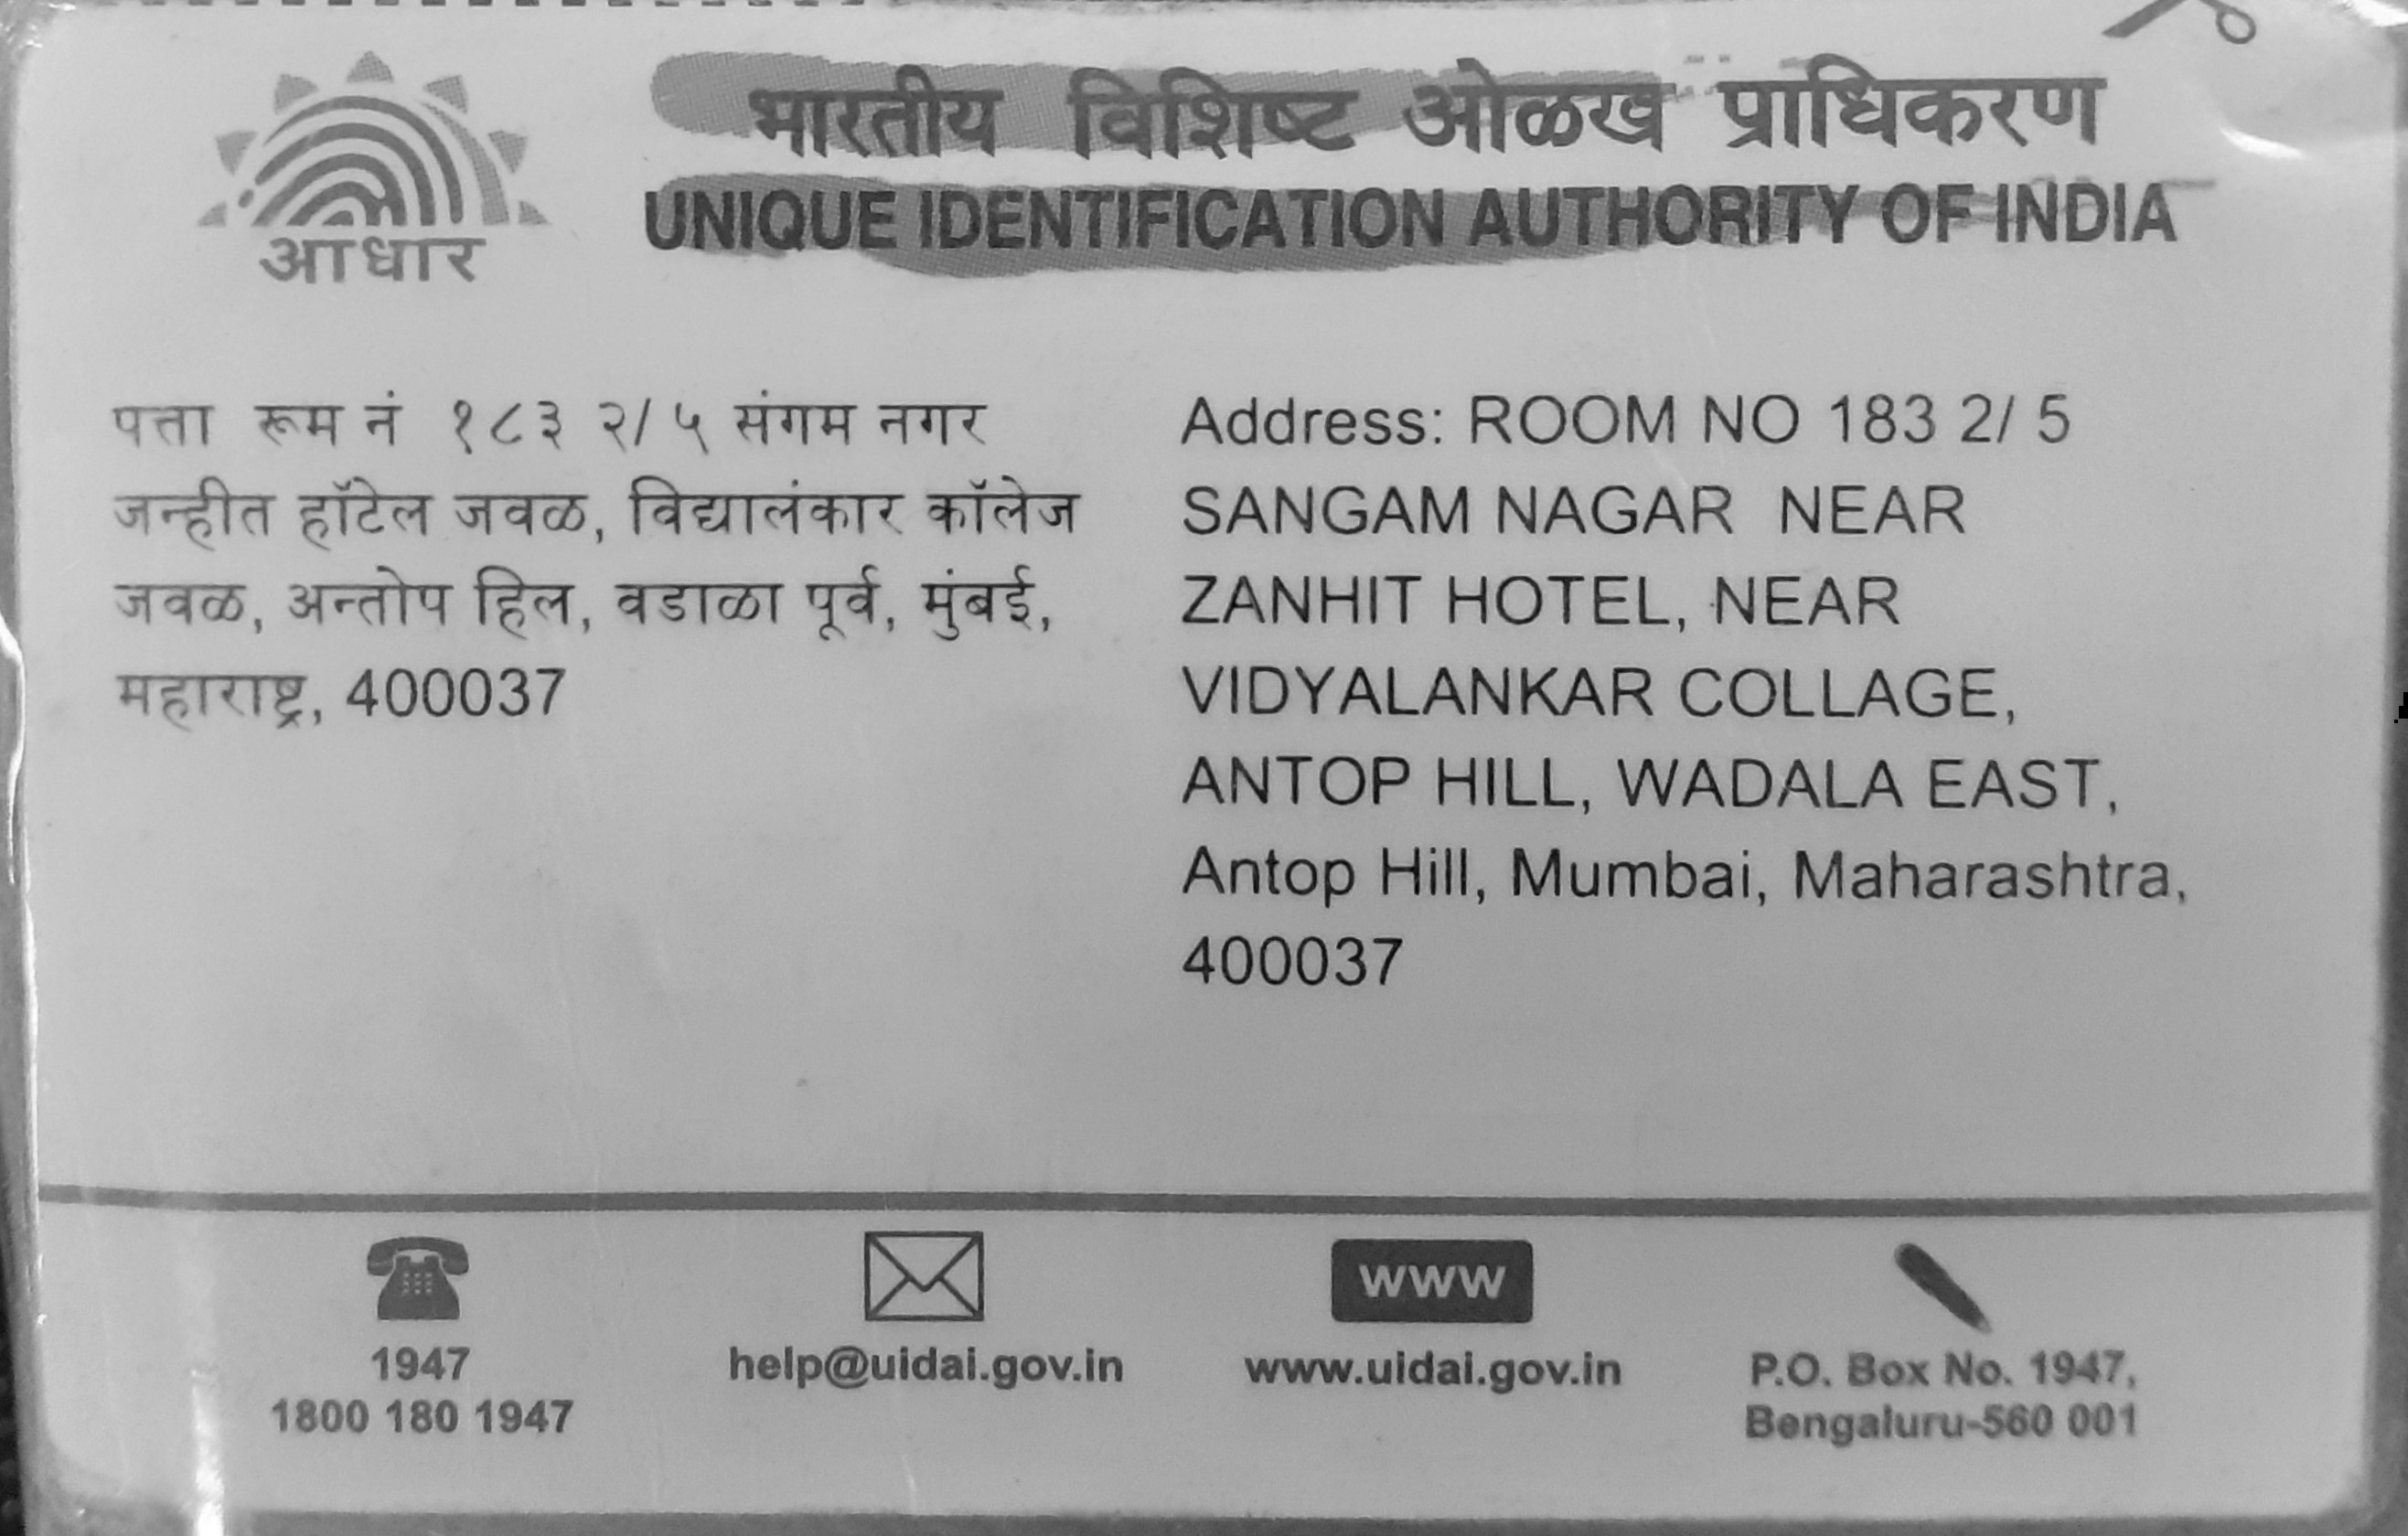 भारतीय विशिष्ट ओळख प्राधिकरण
UNIQUE IDENTIFICATION AUTHORITY OF INDIA
आधार
पत्ता रूम नं १८३ २/ ५ संगम नगर
जन्हीत हॉटेल जवळ, विद्यालंकार कॉलेज
जवळ, अन्तोप हिल, वडाळा पूर्व, मुंबई,
महाराष्ट्र, 400037
Address: ROOM NO 183 2/ 5
SANGAM NAGAR NEAR
ZANHIT HOTEL, NEAR
VIDYALANKAR COLLAGE,
ANTOP HILL, WADALA EAST,
Antop Hill, Mumbai, Maharashtra,
400037
1947
1800 180 1947
help@uidai.gov.in
www
www.uidai.gov.in
P.O. Box No. 1947,
Bengaluru-560 001